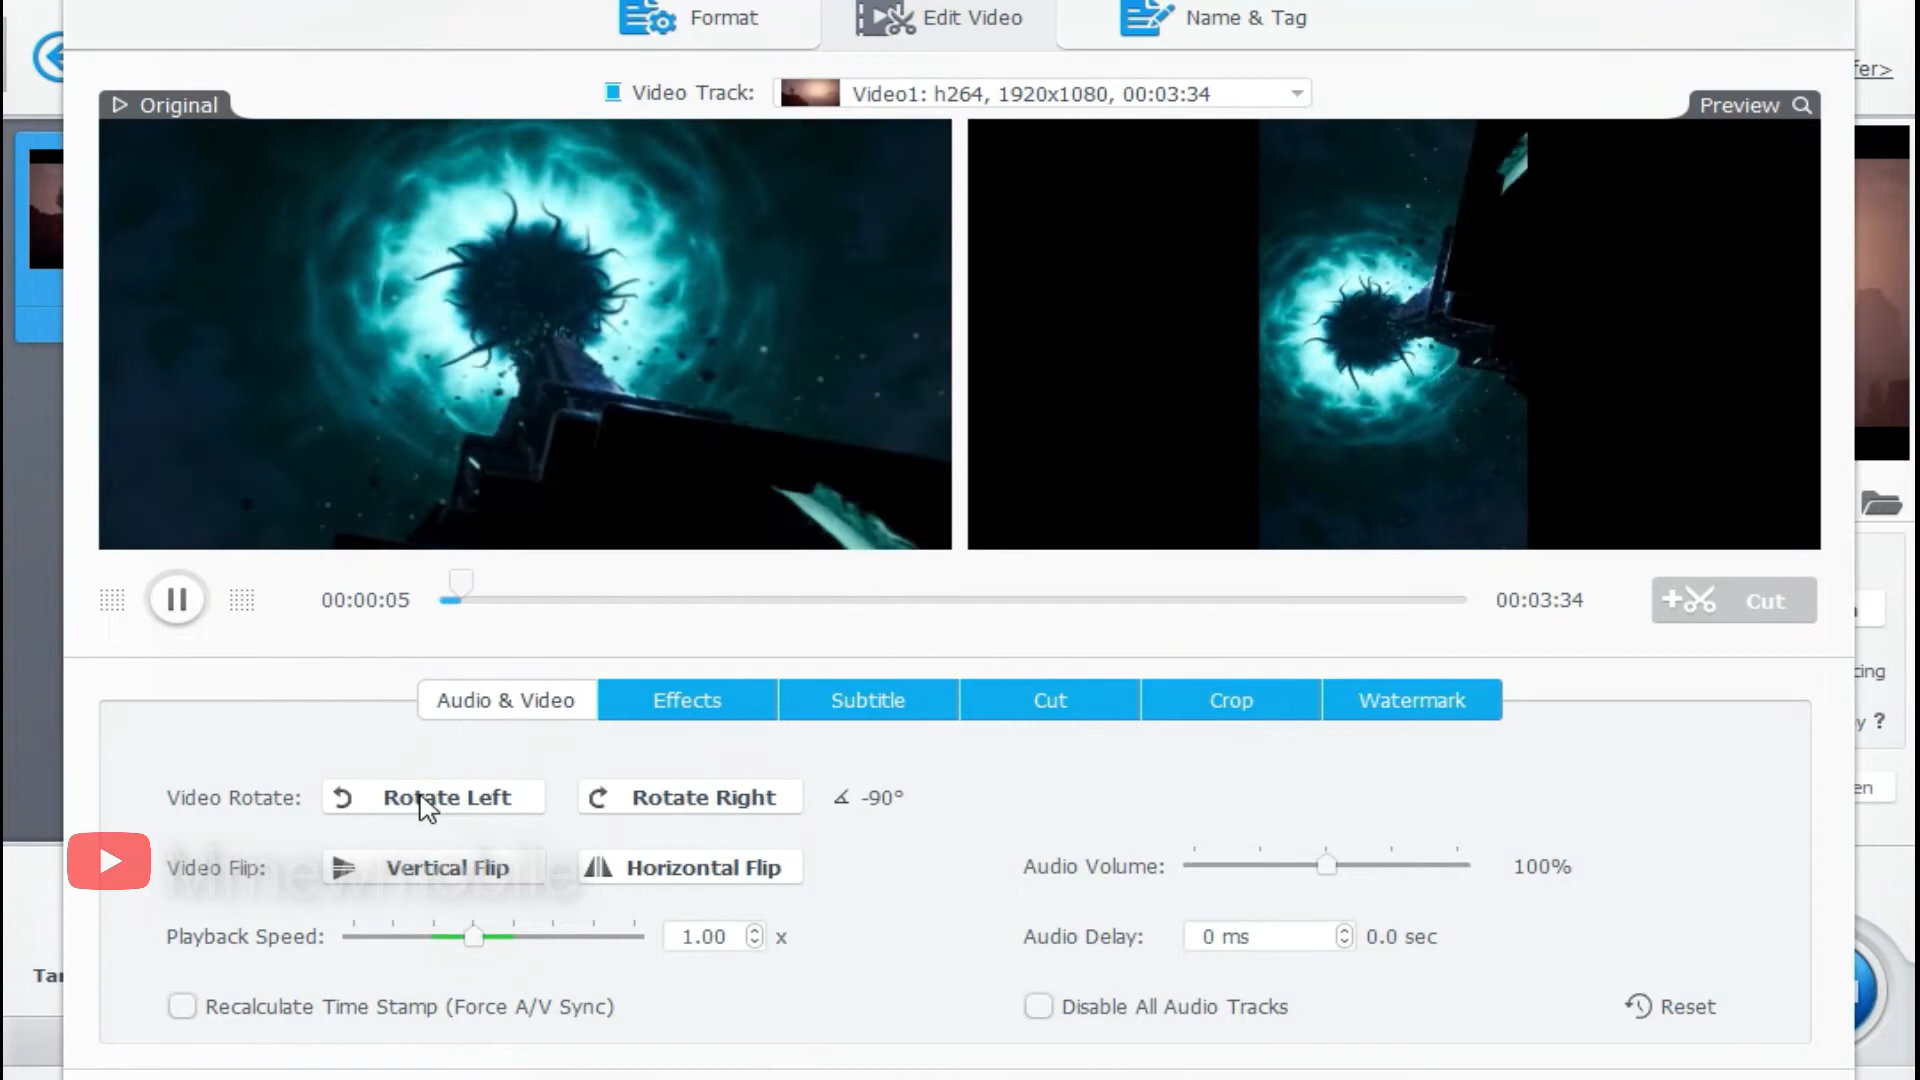 Format
Edit Video
Name & Tag
fer>
Video Track:
Video1: h264, 1920x1080, 00:03:34
Original
Preview
00:00:05
00:03:34
Cut
Audio & Video
Effects
Subtitle
Cut
Crop
Watermark
cing
y ?
en
Video Rotate:
Rotate Left
Rotate Right
-90°
Video Flip:
Vertical Flip
Horizontal Flip
Audio Volume:
100%
Playback Speed:
1.00
x
Audio Delay:
0 ms
0.0 sec
Tar
Recalculate Time Stamp (Force A/V Sync)
Disable All Audio Tracks
Reset